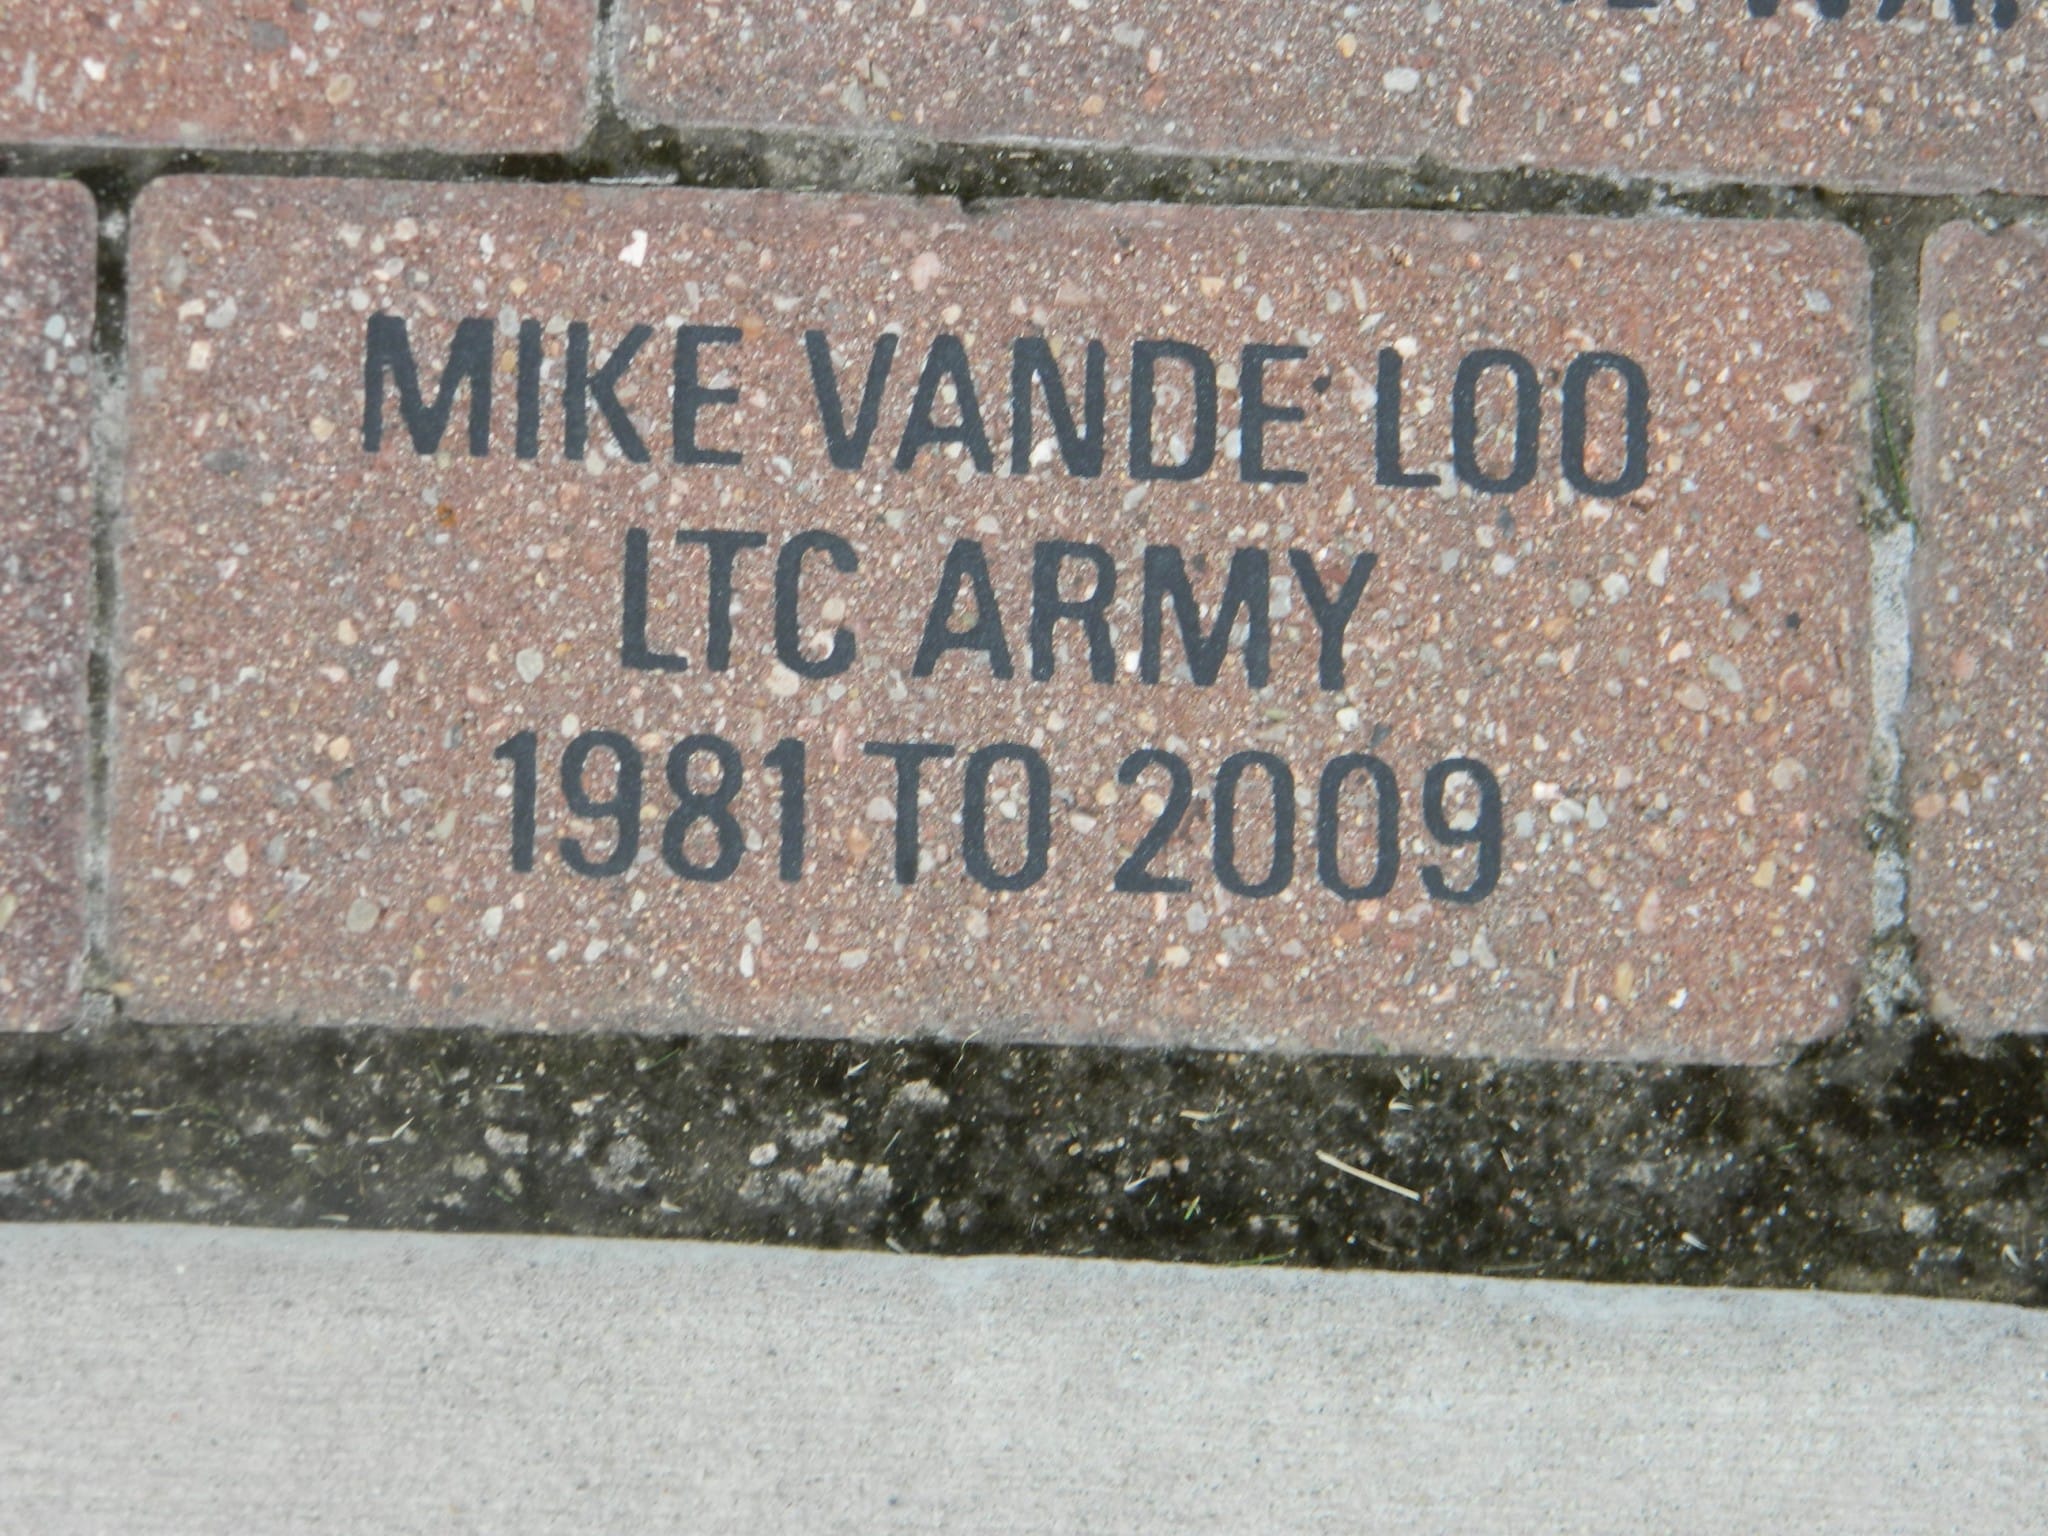 MIKE VANDE LOO
LTC ARMY
1981 TO 2009